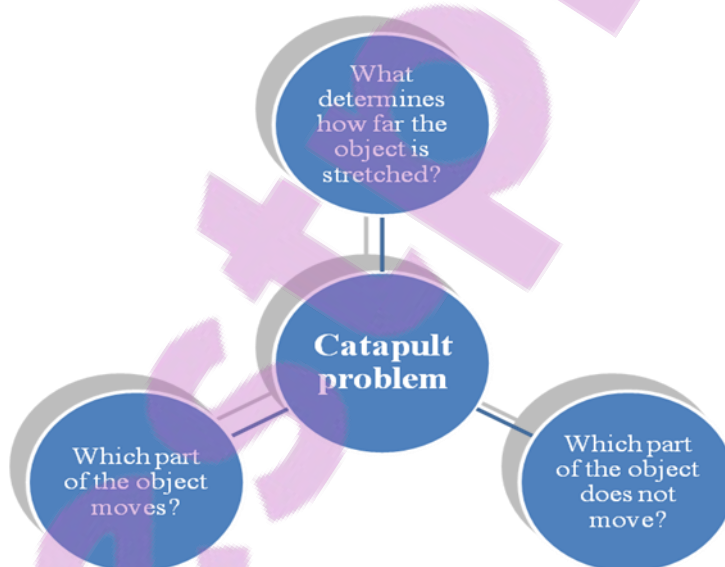 What
determines
how far the
object is
stretched?
Catapult
problem
Which part
of the object
moves?
Which part
of the object
does not
move?